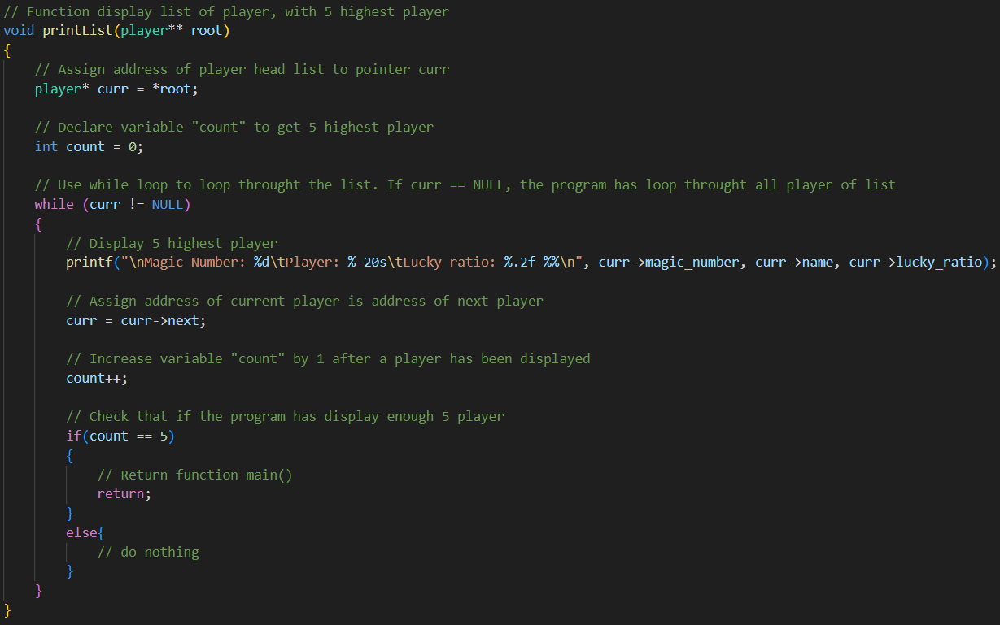 // Function display list of player, with 5 highest player
void printList(player** root)
{
    // Assign address of player head list to pointer curr
    player* curr = *root;

    // Declare variable "count" to get 5 highest player
    int count = 0;

    // Use while loop to loop throught the list. If curr == NULL, the program has loop throught all player of list
    while (curr != NULL)
    {
        // Display 5 highest player
        printf("\nMagic Number: %d\tPlayer: %-20s\tLucky ratio: %.2f %%\n", curr->magic_number, curr->name, curr->lucky_ratio);

        // Assign address of current player is address of next player
        curr = curr->next;

        // Increase variable "count" by 1 after a player has been displayed
        count++;

        // Check that if the program has display enough 5 player
        if(count == 5)
        {
            // Return function main()
            return;
        }
        else{
            // do nothing
        }
    }
}